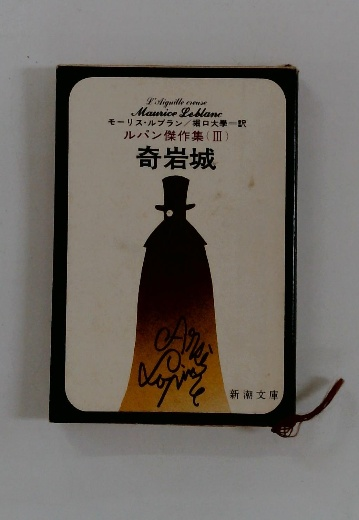 L'Aiguille creuse
Maurice Leblanc
モーリス・ルブラン/堀口大學=訳
ルパン傑作集(Ⅲ)
奇岩城
Arsène Lupin
新潮文庫